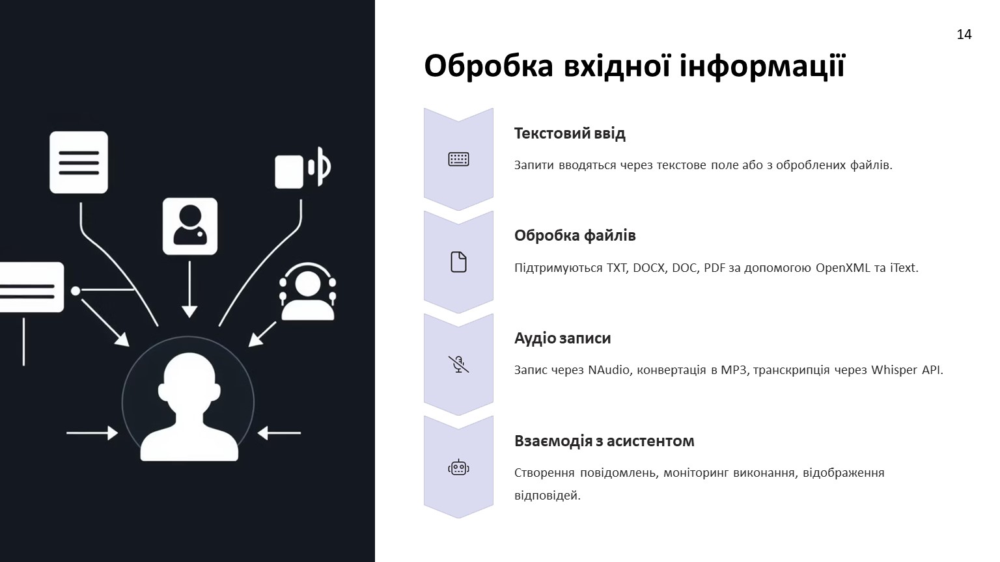 14
Обробка вхідної інформації
Текстовий ввід
Запити вводяться через текстове поле або з оброблених файлів.
Обробка файлів
Підтримуються TXT, DOCX, DOC, PDF за допомогою OpenXML та iText.
Аудіо записи
Запис через NAudio, конвертація в MP3, транскрипція через Whisper API.
Взаємодія з асистентом
Створення повідомлень, моніторинг виконання, відображення
відповідей.